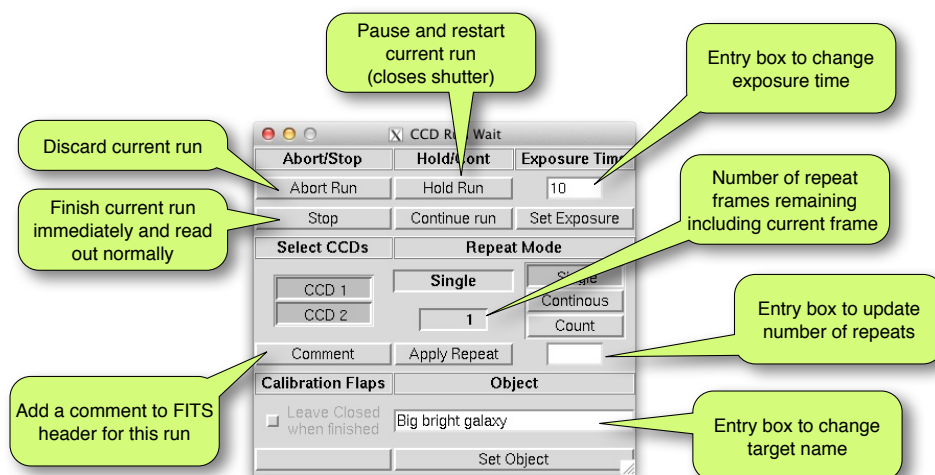 Pause and restart
current run
(closes shutter)
Entry box to change
exposure time
Discard current run
Finish current run
immediately and read
out normally
Number of repeat
frames remaining
including current frame
Entry box to update
number of repeats
Add a comment to FITS
header for this run
Entry box to change
target name
X CCD Wait
Abort/Stop Hold/Cont Exposure Time
Abort Run Hold Run 10
Stop Continue run Set Exposure
Select CCDs Repeat Mode
Single Single
CCD 1 Continous
CCD 2 1 Count
Comment Apply Repeat
Calibration Flaps Object
Leave Closed
when finished Big bright galaxy
Set Object